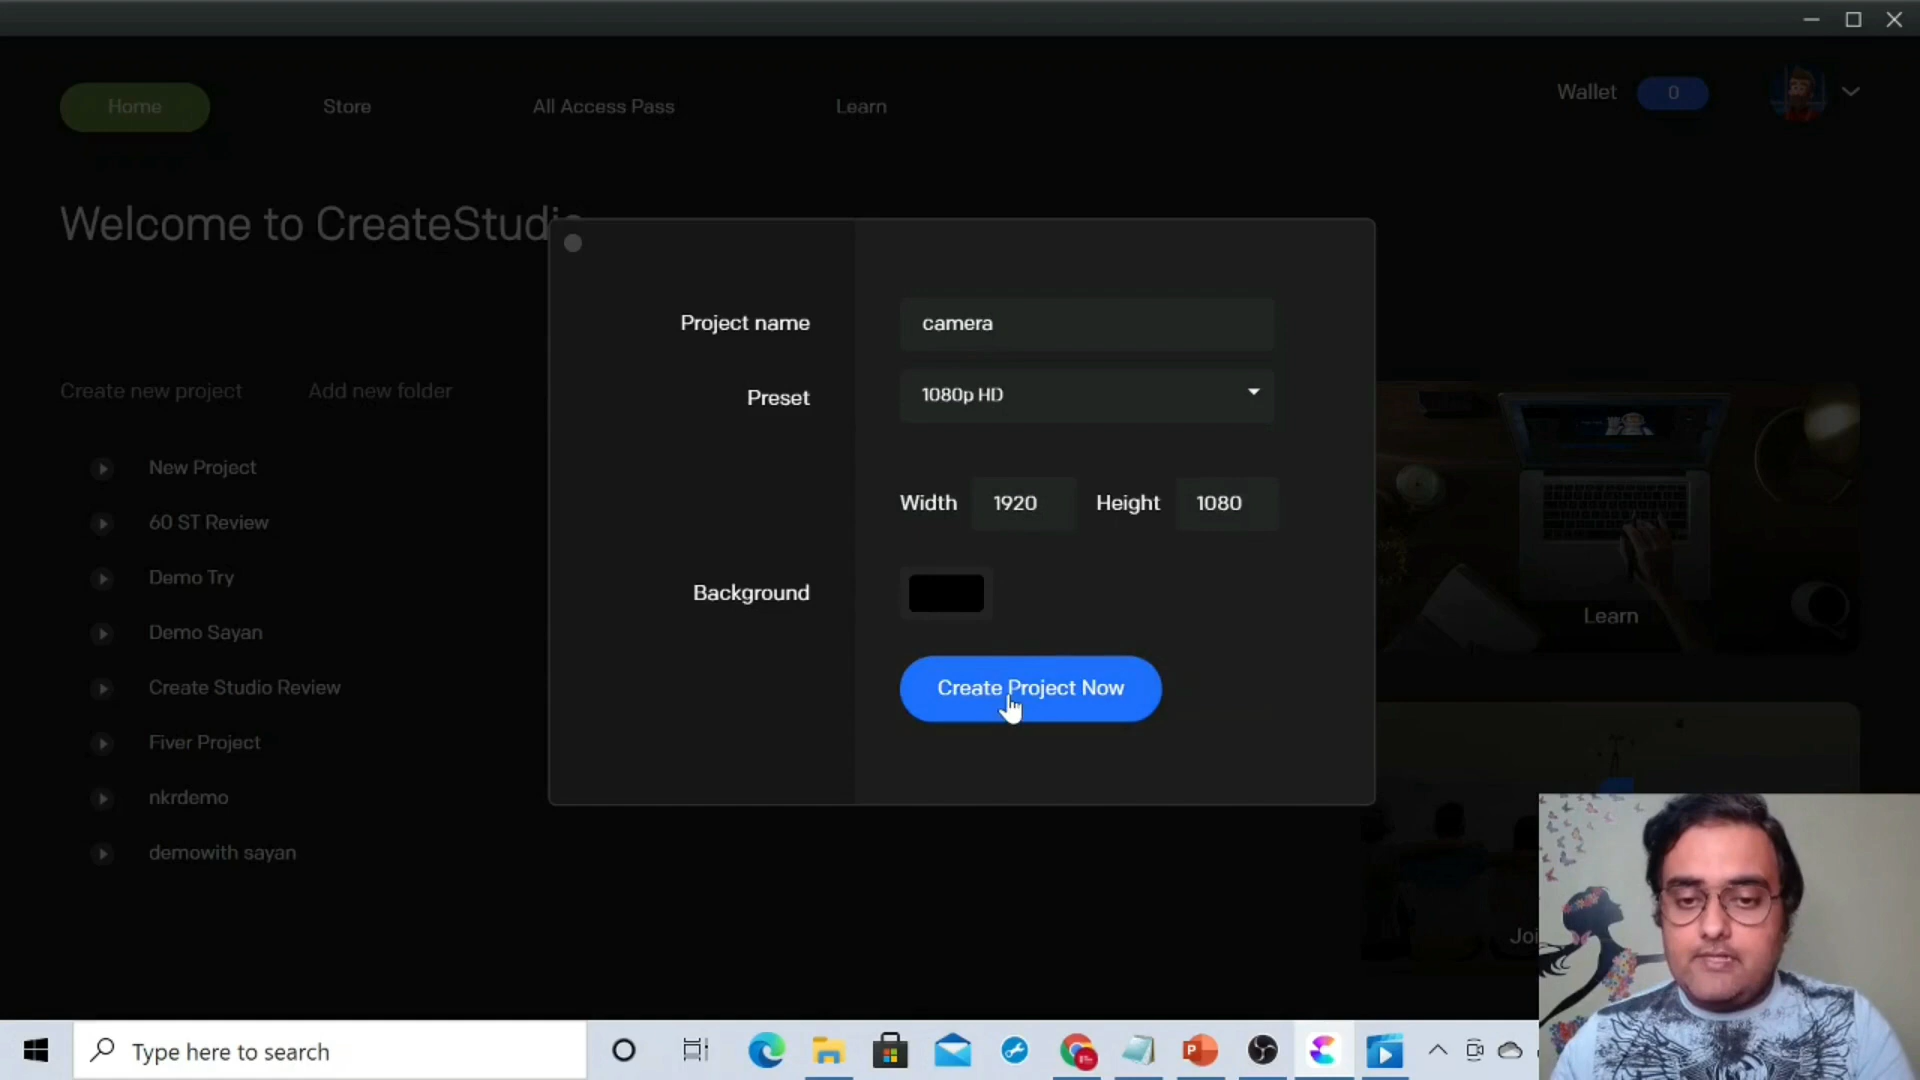 Home
Store
All Access Pass
Learn
Wallet
0
Welcome to CreateStudio
Project name
camera
Preset
1080p HD
Create new project
Add new folder
New Project
60 ST Review
Width
1920
Height
1080
Demo Try
Background
Learn
Demo Sayan
Create Studio Review
Create Project Now
Fiver Project
nkrdemo
demowith sayan
Joi
Type here to search